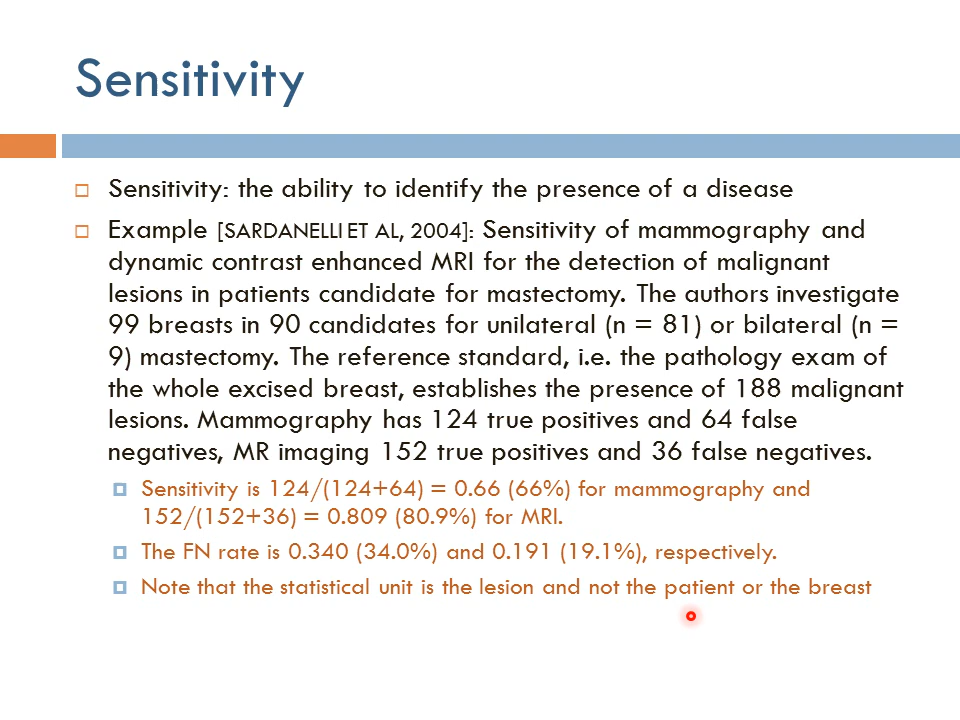 Sensitivity
Sensitivity: the ability to identify the presence of a disease
Example [SARDANELLI ET AL, 2004]: Sensitivity of mammography and
dynamic contrast enhanced MRI for the detection of malignant
lesions in patients candidate for mastectomy. The authors investigate
99 breasts in 90 candidates for unilateral (n = 81) or bilateral (n =
9) mastectomy. The reference standard, i.e. the pathology exam of
the whole excised breast, establishes the presence of 188 malignant
lesions. Mammography has 124 true positives and 64 false
negatives, MR imaging 152 true positives and 36 false negatives.
Sensitivity is 124/(124+64) = 0.66 (66%) for mammography and
152/(152+36) = 0.809 (80.9%) for MRI.
The FN rate is 0.340 (34.0%) and 0.191 (19.1%), respectively.
Note that the statistical unit is the lesion and not the patient or the breast